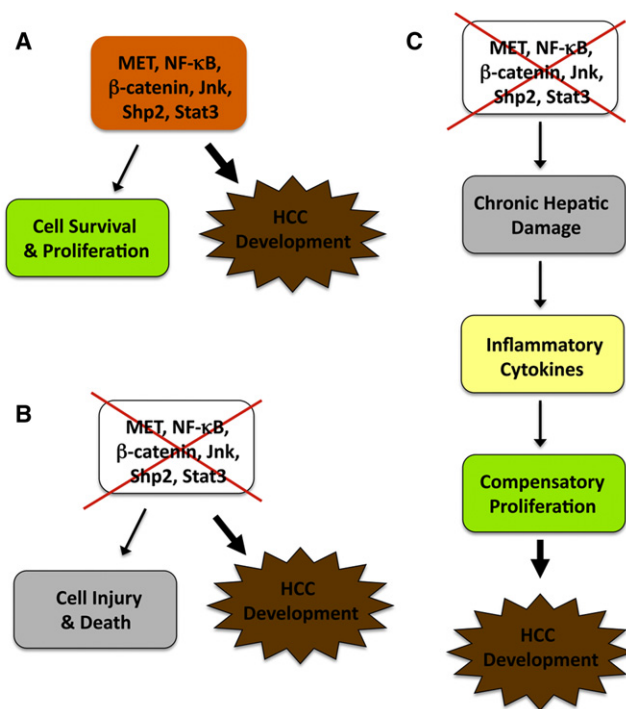 A
MET, NF-κB,
β-catenin, Jnk,
Shp2, Stat3
Cell Survival
& Proliferation
HCC
Development
B
MET, NF-κB,
β-catenin, Jnk,
Shp2, Stat3
Cell Injury
& Death
HCC
Development
C
MET, NF-κB,
β-catenin, Jnk,
Shp2, Stat3
Chronic Hepatic
Damage
Inflammatory
Cytokines
Compensatory
Proliferation
HCC
Development